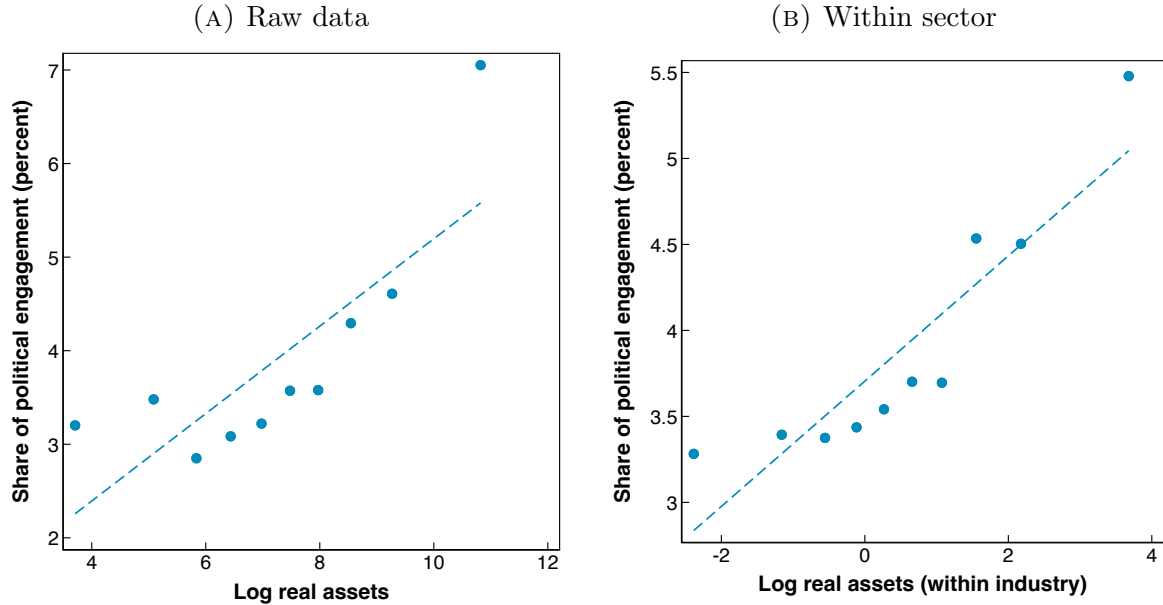 (A) Raw data
7
6
5
4
3
2
4 6 8 10 12
Share of political engagement (percent)
Log real assets
(B) Within sector
5.5
5
4.5
4
3.5
3
-2 0 2 4
Share of political engagement (percent)
Log real assets (within industry)